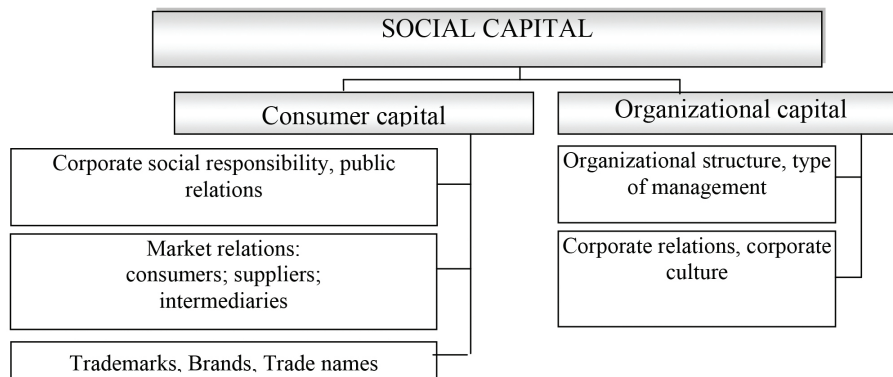 SOCIAL CAPITAL
Consumer capital
Organizational capital
Corporate social responsibility, public
relations
Market relations:
consumers; suppliers;
intermediaries
Trademarks, Brands, Trade names
Organizational structure, type
of management
Corporate relations, corporate
culture